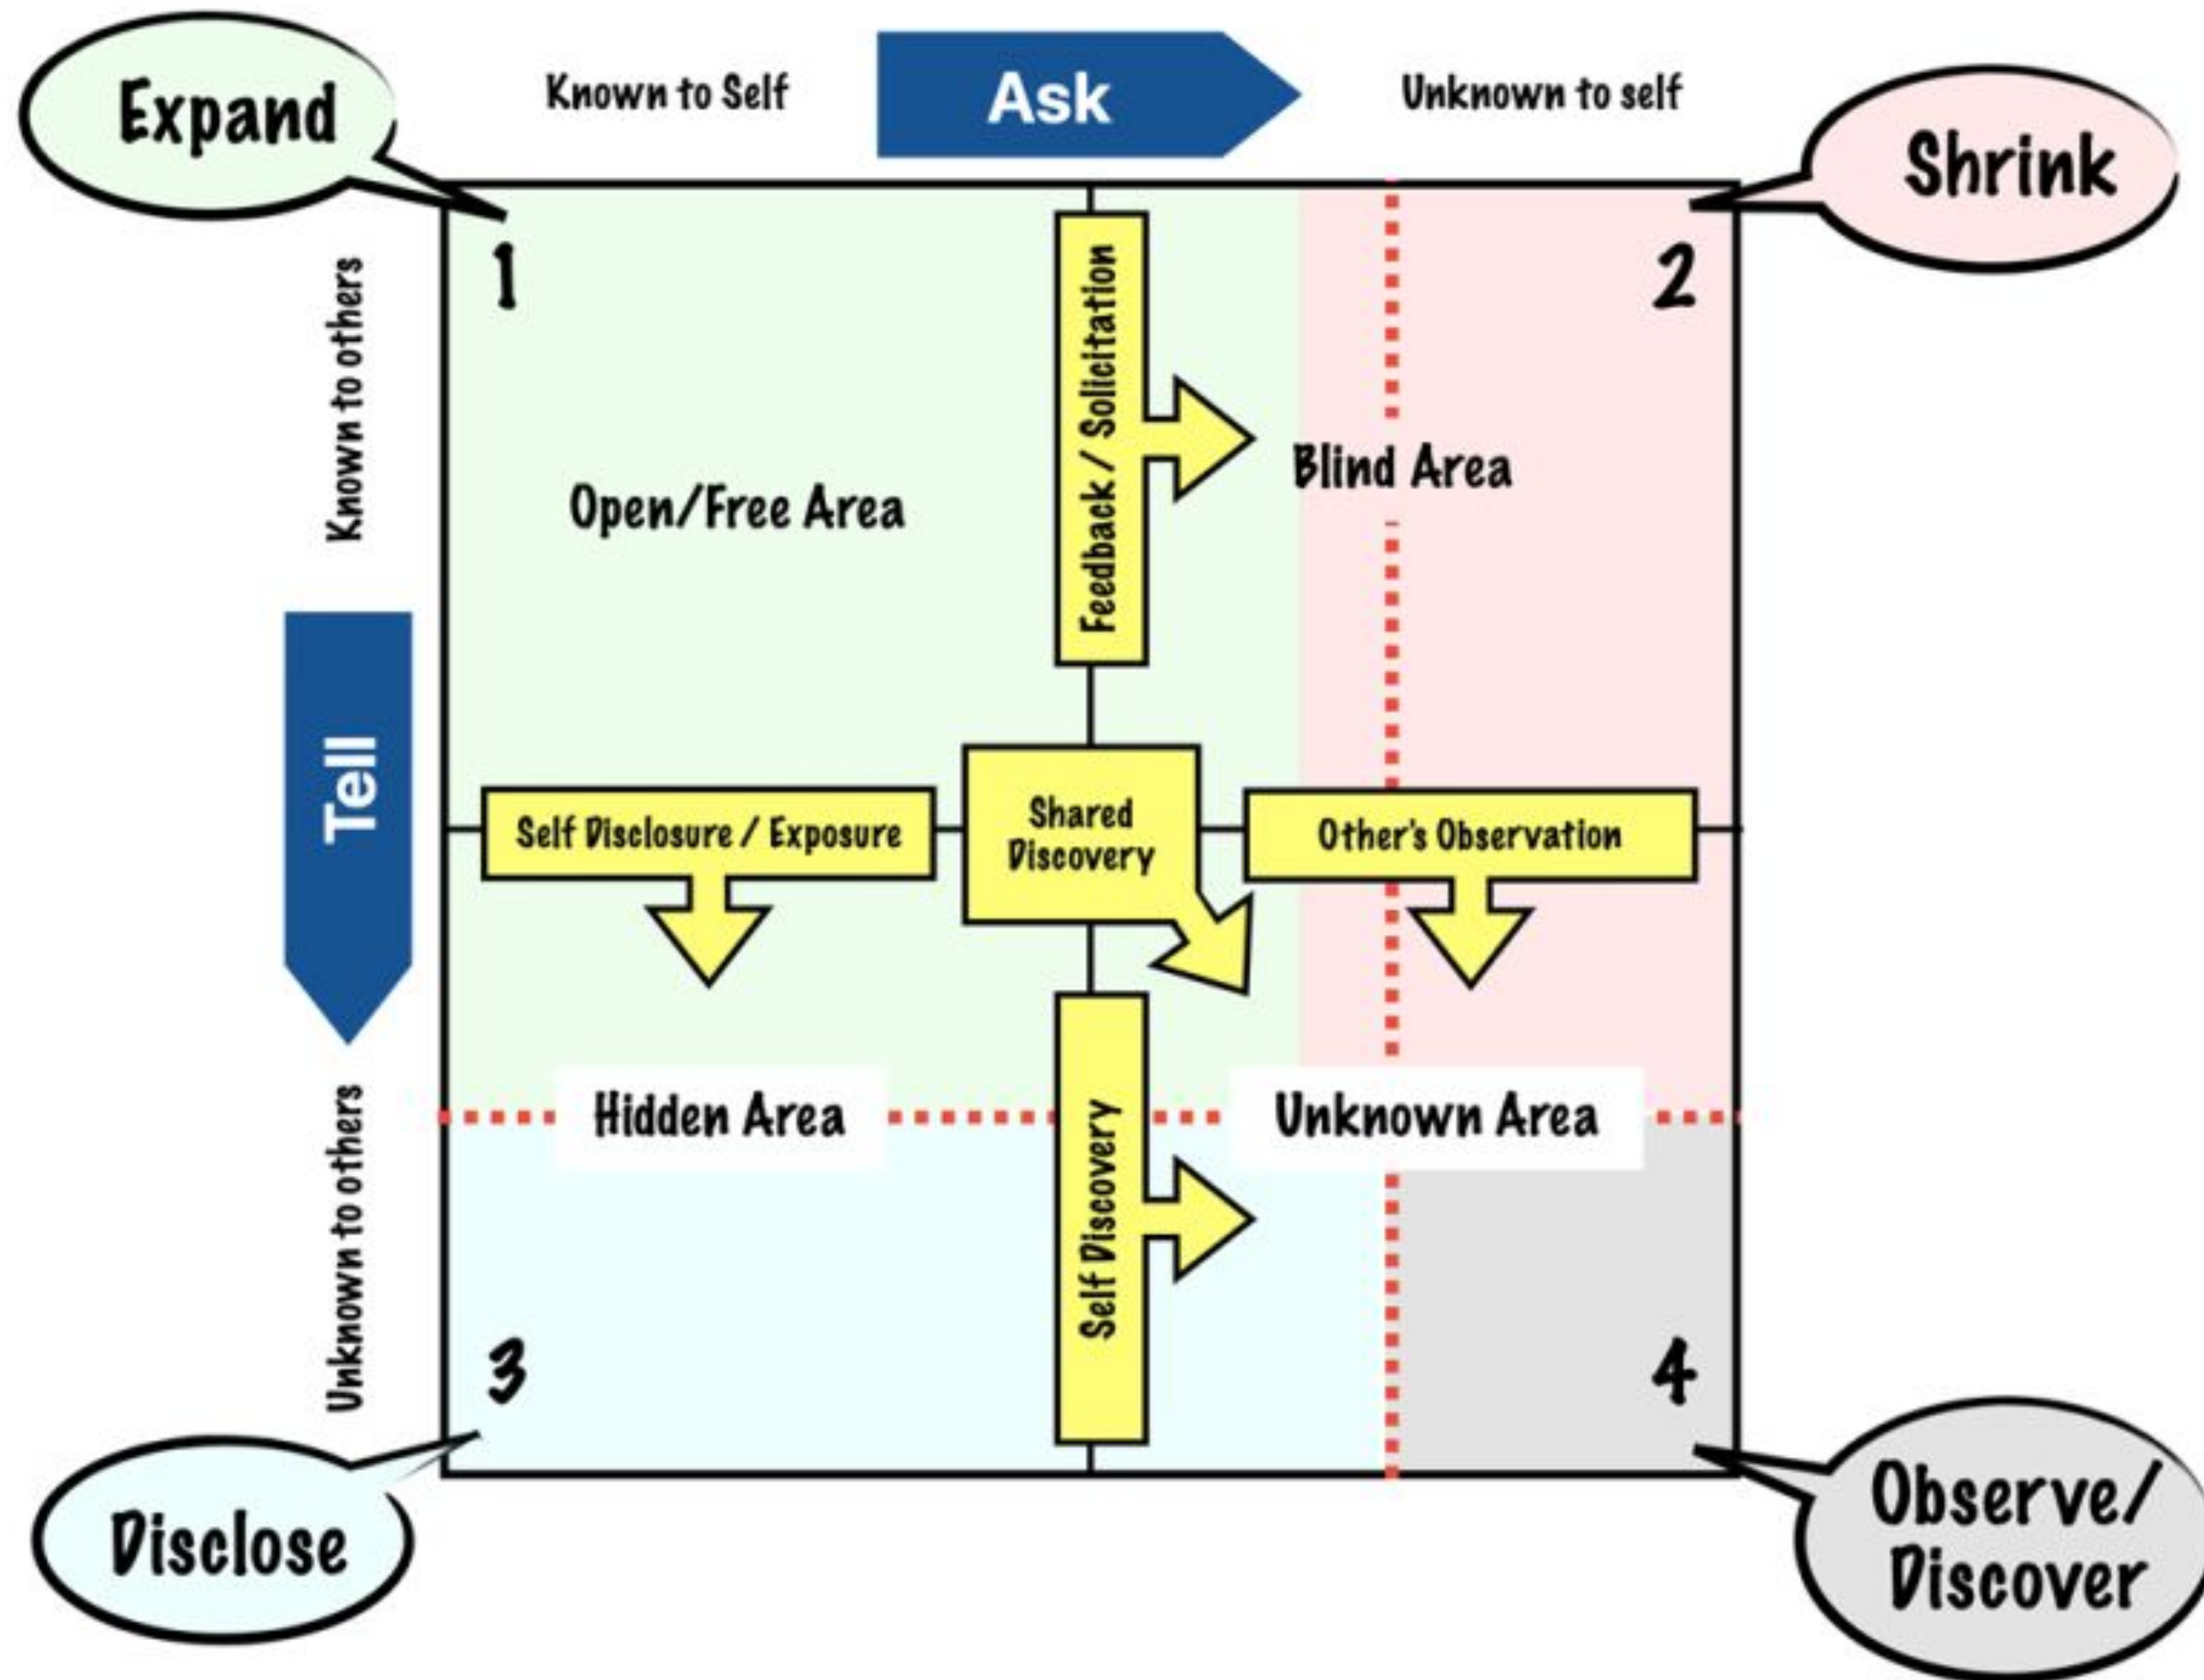 Expand
Known to Self
Ask
Unknown to self
Shrink
1
2
Known to others
Feedback / Solicitation
Open/Free Area
Blind Area
Tell
Self Disclosure / Exposure
Shared
Discovery
Other's Observation
Hidden Area
Unknown Area
Unknown to others
Self Discovery
3
4
Disclose
Observe/
Discover